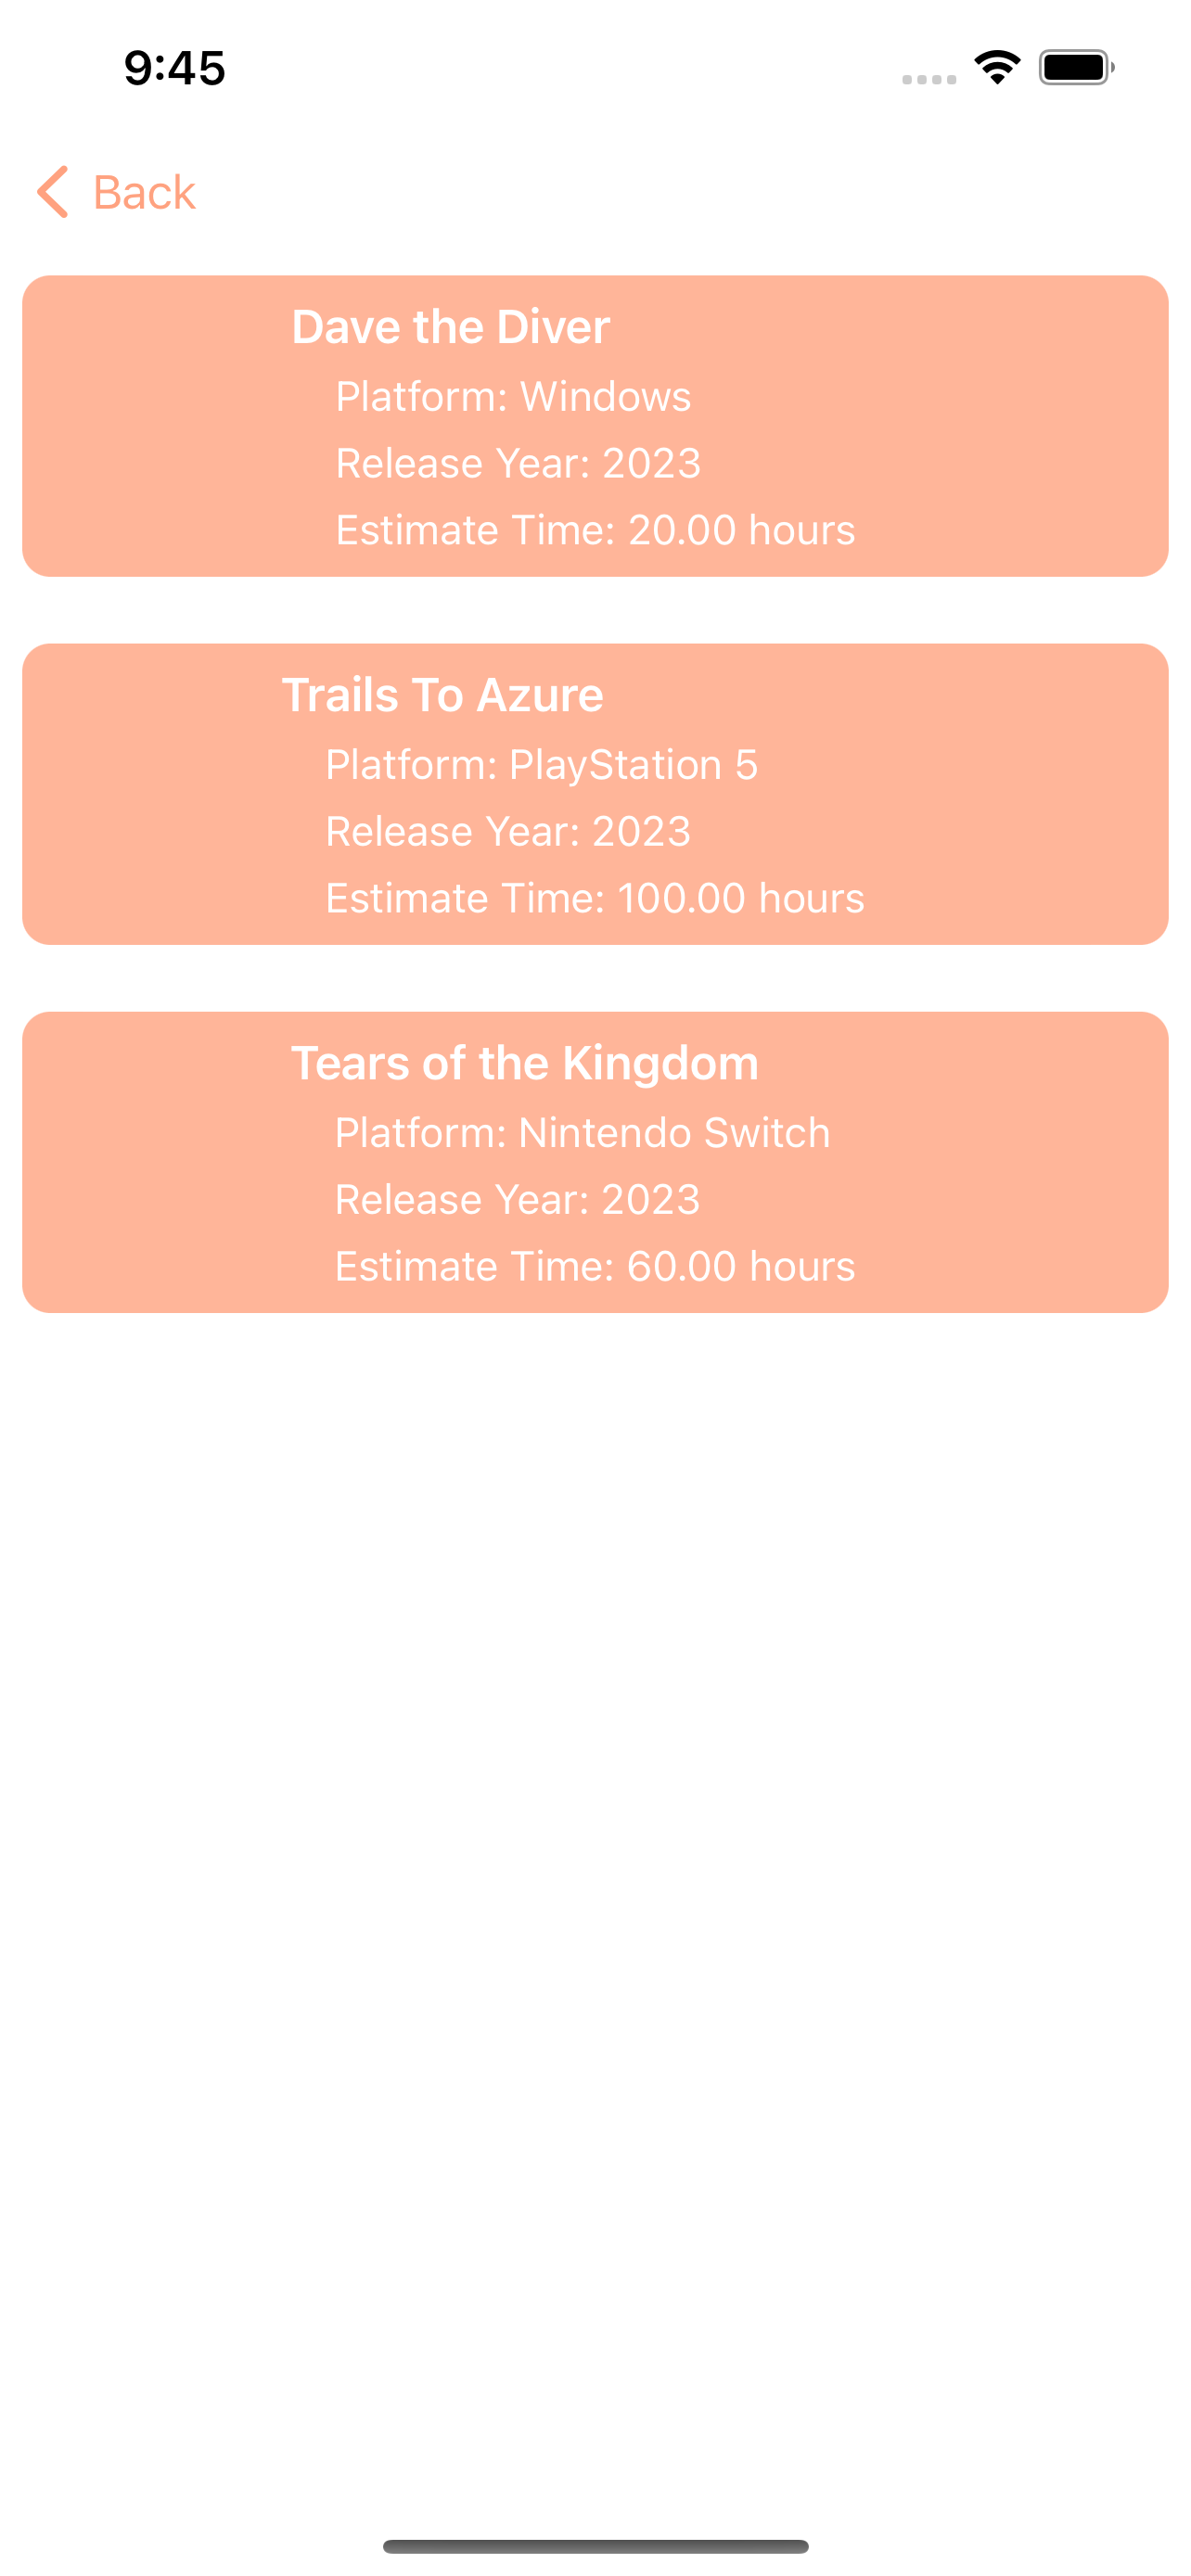 9:45
Back
Dave the Diver
Platform: Windows
Release Year: 2023
Estimate Time: 20.00 hours
Trails To Azure
Platform: PlayStation 5
Release Year: 2023
Estimate Time: 100.00 hours
Tears of the Kingdom
Platform: Nintendo Switch
Release Year: 2023
Estimate Time: 60.00 hours